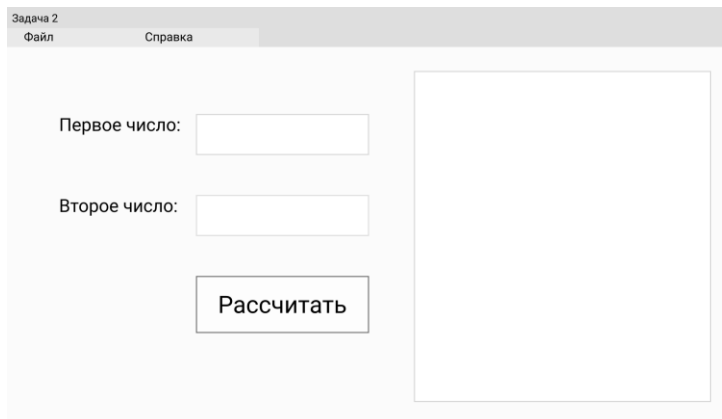 Задача 2
Файл Справка
Первое число:
Второе число:
Рассчитать